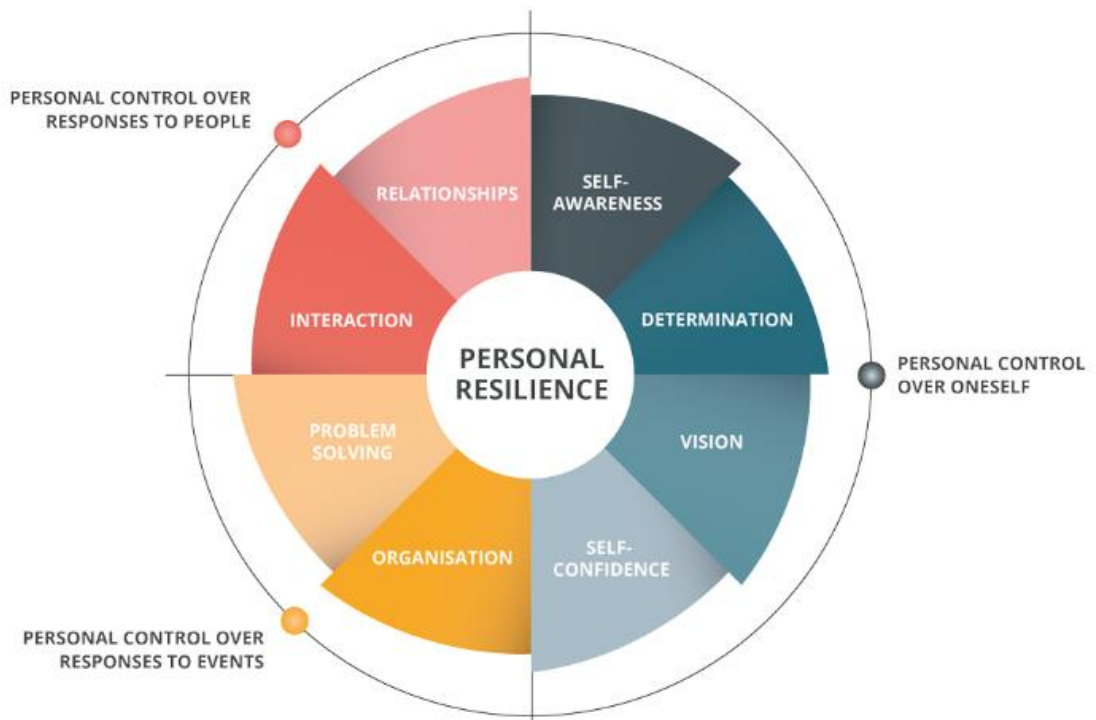 PERSONAL CONTROL OVER
RESPONSES TO PEOPLE
RELATIONSHIPS
SELF-
AWARENESS
INTERACTION
DETERMINATION
PERSONAL
RESILIENCE
PERSONAL CONTROL
OVER ONESELF
PROBLEM
SOLVING
VISION
ORGANISATION
SELF-
CONFIDENCE
PERSONAL CONTROL OVER
RESPONSES TO EVENTS